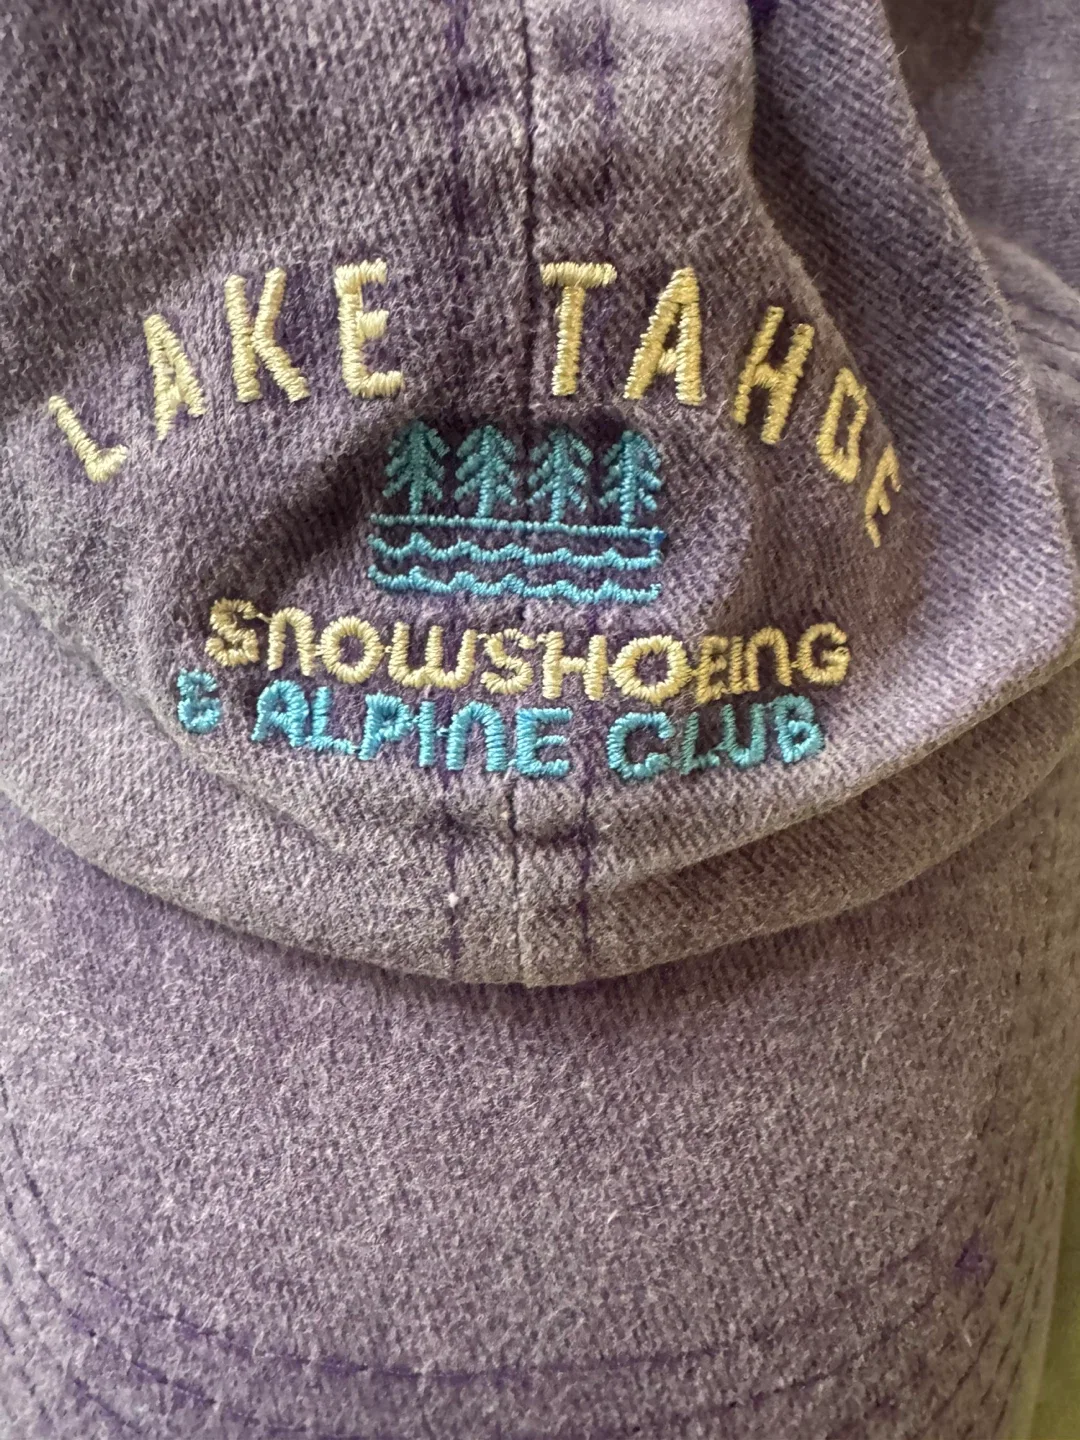 LAKE TAHOE
SNOWSHOEING
& ALPINE CLUB